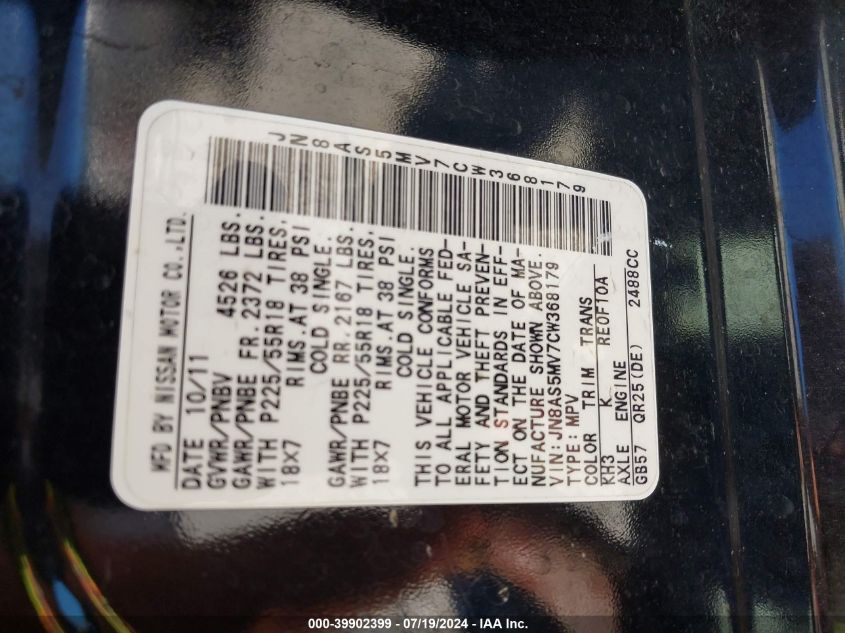 JN8AS5MV7CW368179
MFD BY NISSAN MOTOR CO.,LTD.
DATE 10/11
GVWR/PNBV 4526 LBS.
GAWR/PNBE FR.2372 LBS.
WITH P225/55R18 TIRES,
18X7 RIMS.AT 38 PSI
COLD SINGLE.
GAWR/PNBE RR.2167 LBS.
WITH P225/55R18 TIRES,
18X7 RIMS.AT 38 PSI
COLD SINGLE.
THIS VEHICLE CONFORMS
TO ALL APPLICABLE FED-
ERAL MOTOR VEHICLE SA-
FETY AND THEFT PREVEN-
TION STANDARDS IN EFF-
ECT ON THE DATE OF MA-
NUFACTURE SHOWN ABOVE.
VIN:JN8AS5MV7CW368179
TYPE:MPV
COLOR TRIM TRANS
KH3 K RE0F10A
AXLE ENGINE
GB57 QR25(DE) 2488CC
000-39902399 - 07/19/2024 - IAA Inc.